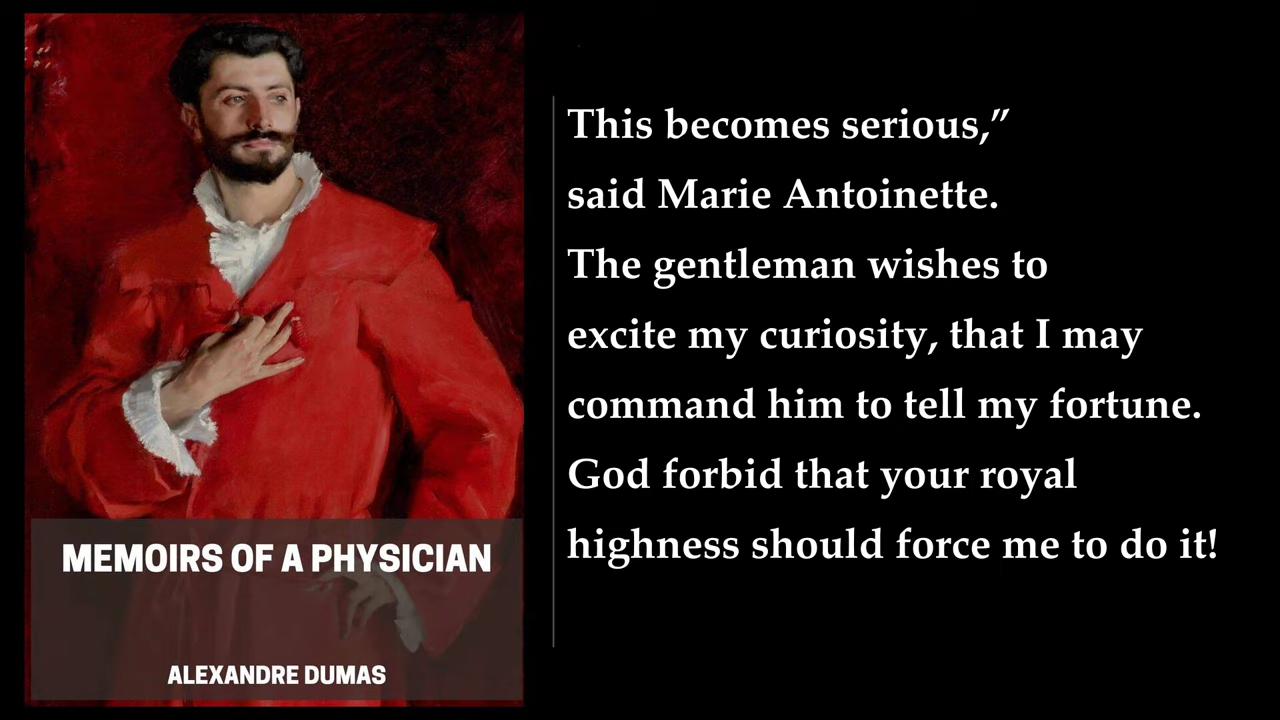 This becomes serious,”
said Marie Antoinette.
The gentleman wishes to
excite my curiosity, that I may
command him to tell my fortune.
God forbid that your royal
highness should force me to do it!
MEMOIRS OF A PHYSICIAN
ALEXANDRE DUMAS